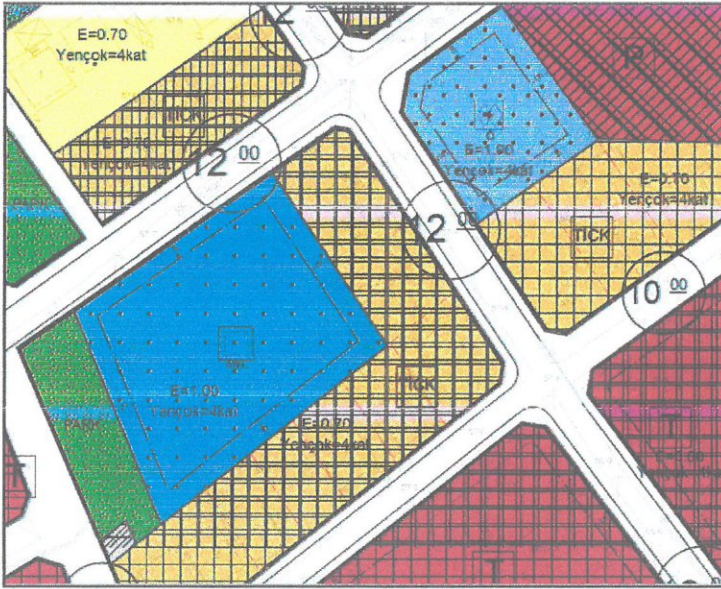 E=0.70
Yençok=4kat
TİCK
12 00
E=1.00
Yençok=4kat
E=0.70
Yençok=4kat
12 00
TİCK
10 00
E=1.00
Yençok=4kat
PARK
TİCK
E=0.70
Yençok=4kat
T
T
T